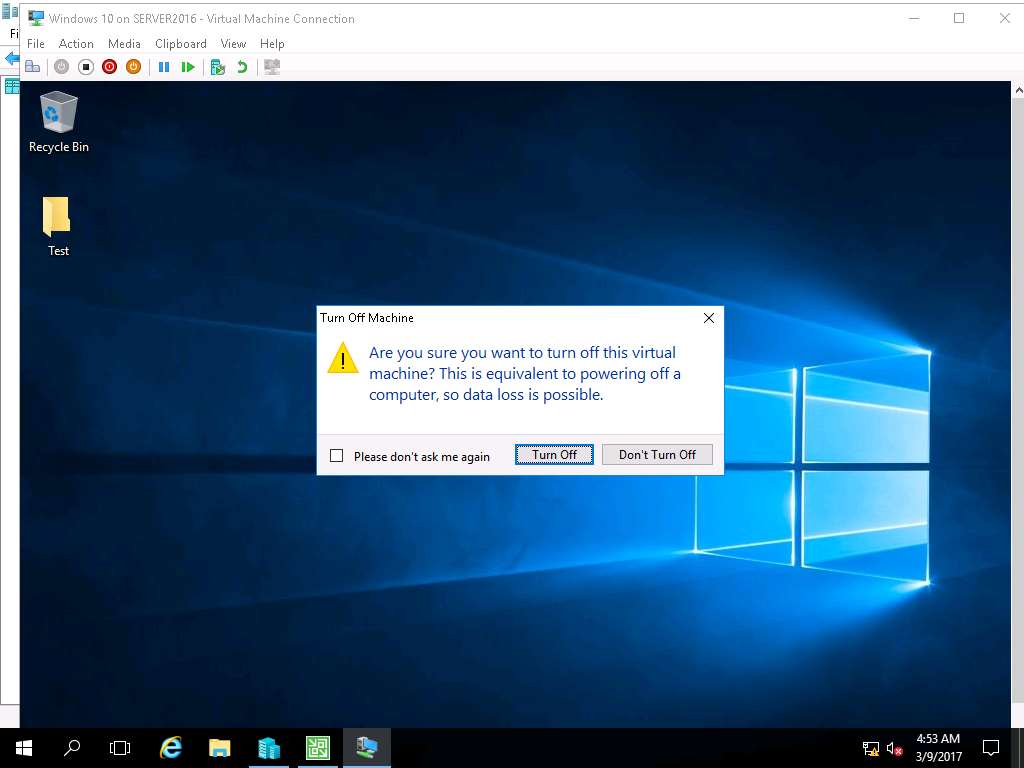 Windows 10 on SERVER2016 - Virtual Machine Connection
File Action Media Clipboard View Help
Recycle Bin
Test
Turn Off Machine
Are you sure you want to turn off this virtual
machine? This is equivalent to powering off a
computer, so data loss is possible.
Please don't ask me again
Turn Off
Don't Turn Off
4:53 AM
3/9/2017